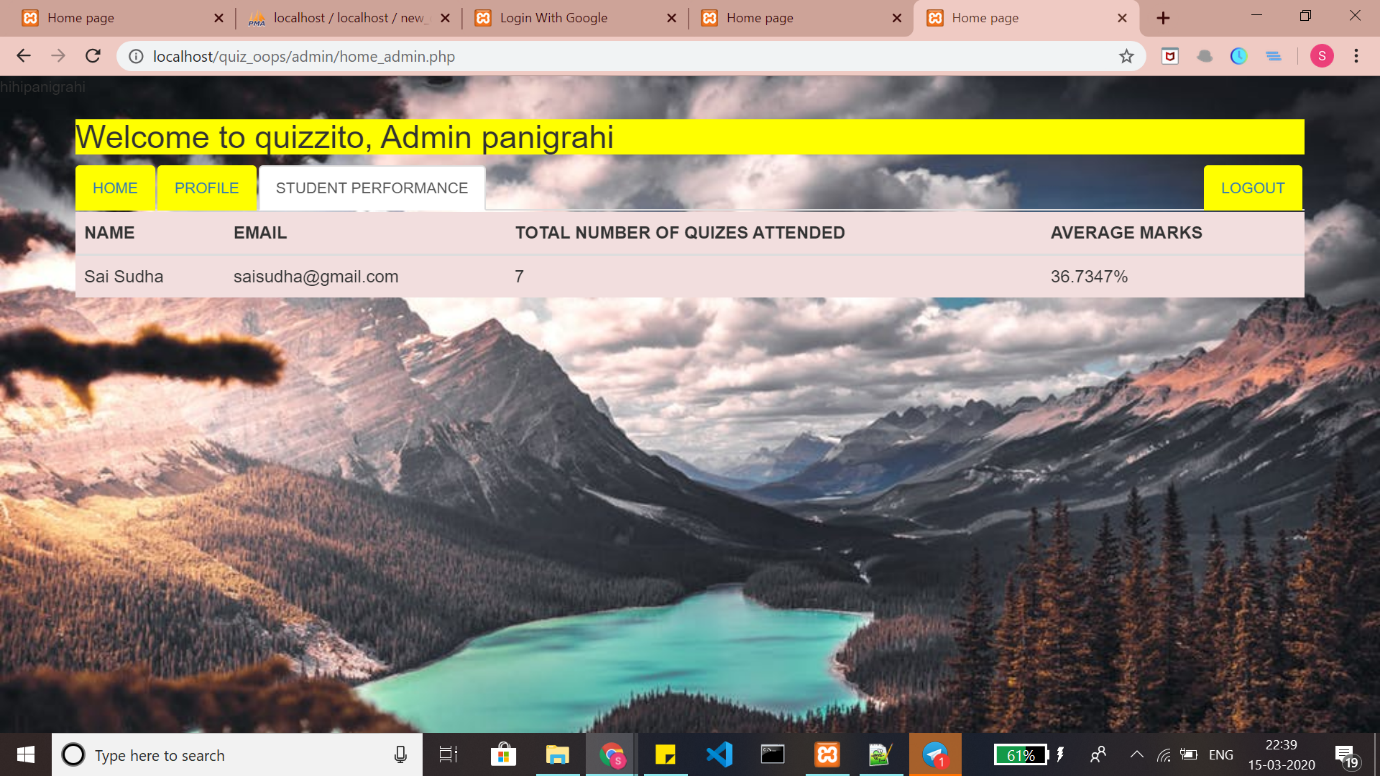 Home page
localhost / localhost / new_
Login With Google
Home page
Home page
localhost/quiz_oops/admin/home_admin.php
S
hihipanigrahi
Welcome to quizzito, Admin panigrahi
HOME PROFILE STUDENT PERFORMANCE LOGOUT
NAME EMAIL TOTAL NUMBER OF QUIZES ATTENDED AVERAGE MARKS
Sai Sudha saisudha@gmail.com 7 36.7347%
Type here to search
S
1
61%
ENG
22:39
15-03-2020
19